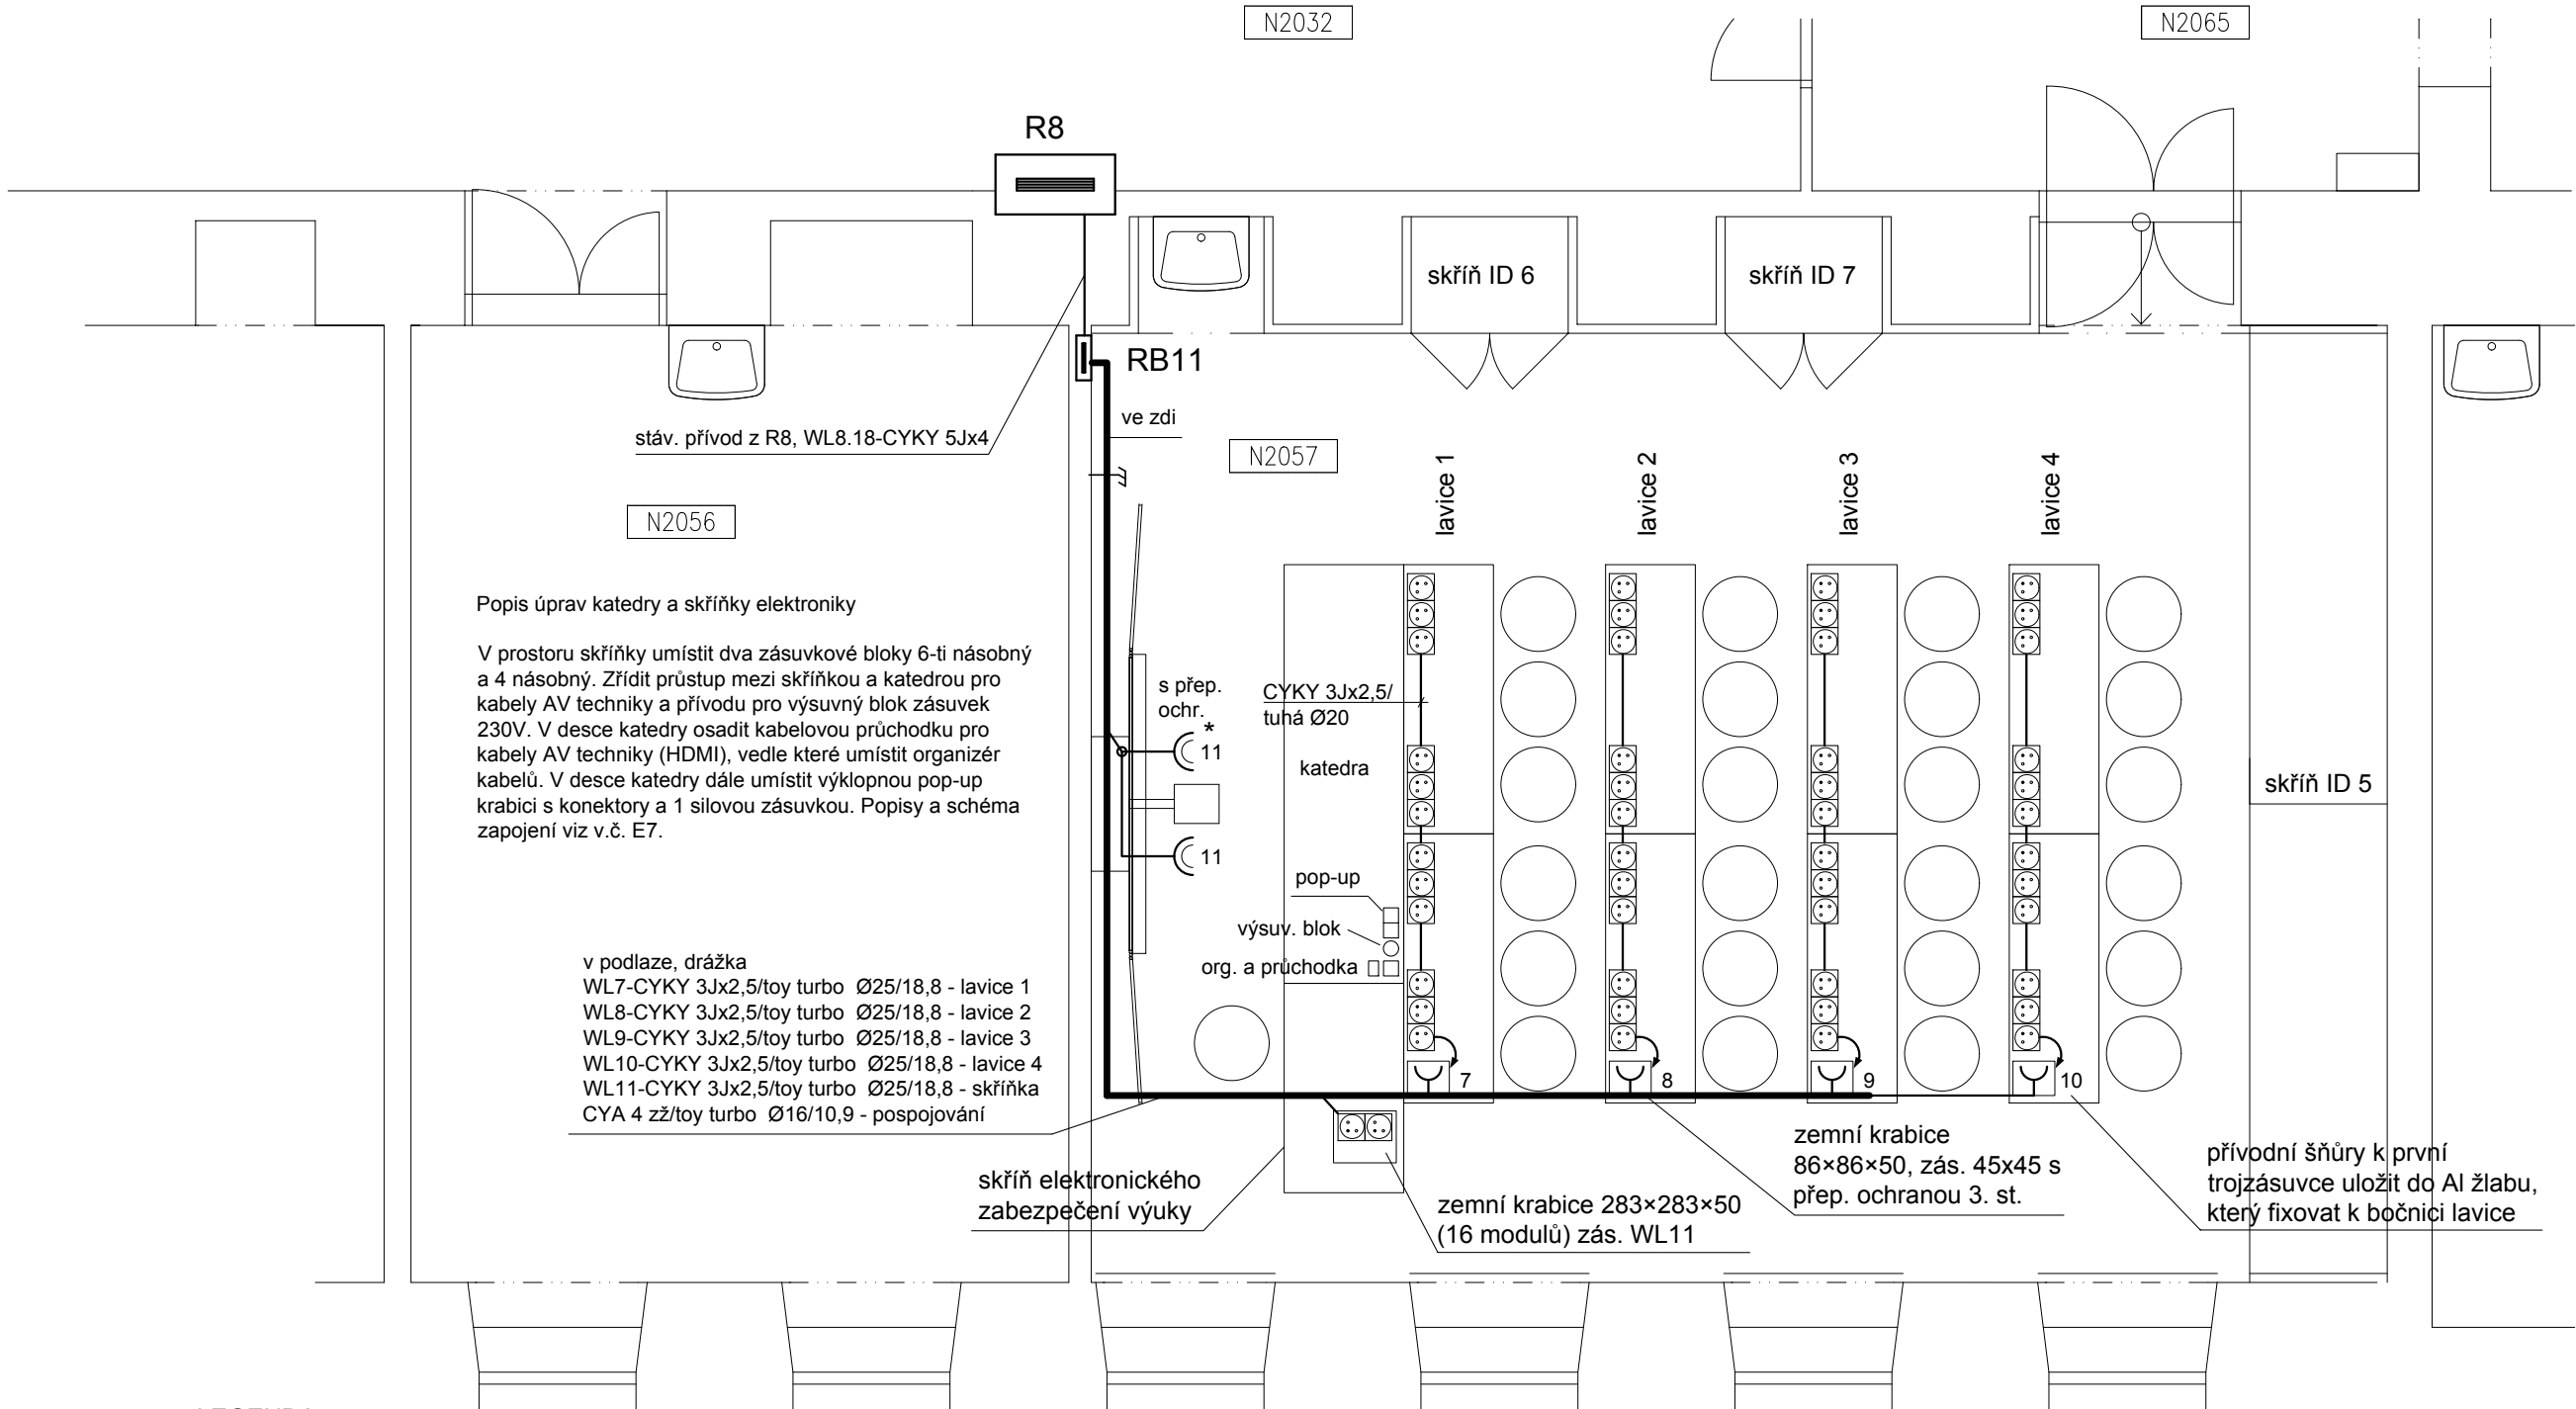 N2032
N2065
R8
skříň ID 6
skříň ID 7
RB11
ve zdi
stáv. přívod z R8, WL8.18-CYKY 5Jx4
N2057
N2056
lavice 1
lavice 2
lavice 3
lavice 4
Popis úprav katedry a skříňky elektroniky
V prostoru skříňky umístit dva zásuvkové bloky 6-ti násobný
a 4 násobný. Zřídit průstup mezi skříňkou a katedrou pro
kabely AV techniky a přívodu pro výsuvný blok zásuvek
230V. V desce katedry osadit kabelovou průchodku pro
kabely AV techniky (HDMI), vedle které umístit organizér
kabelů. V desce katedry dále umístit výklopnou pop-up
krabici s konektory a 1 silovou zásuvkou. Popisy a schéma
zapojení viz v.č. E7.
s přep.
ochr.
*
11
11
CYKY 3Jx2,5/
tuhá Ø20
katedra
skříň ID 5
pop-up
výsuv. blok
org. a průchodka
v podlaze, drážka
WL7-CYKY 3Jx2,5/toy turbo Ø25/18,8 - lavice 1
WL8-CYKY 3Jx2,5/toy turbo Ø25/18,8 - lavice 2
WL9-CYKY 3Jx2,5/toy turbo Ø25/18,8 - lavice 3
WL10-CYKY 3Jx2,5/toy turbo Ø25/18,8 - lavice 4
WL11-CYKY 3Jx2,5/toy turbo Ø25/18,8 - skříňka
CYA 4 zž/toy turbo Ø16/10,9 - pospojování
7
8
9
10
skříň elektronického
zabezpečení výuky
zemní krabice 283×283×50
(16 modulů) zás. WL11
zemní krabice
86×86×50, zás. 45x45 s
přep. ochranou 3. st.
přívodní šňůry k první
trojzásuvce uložit do Al žlabu,
který fixovat k bočnici lavice